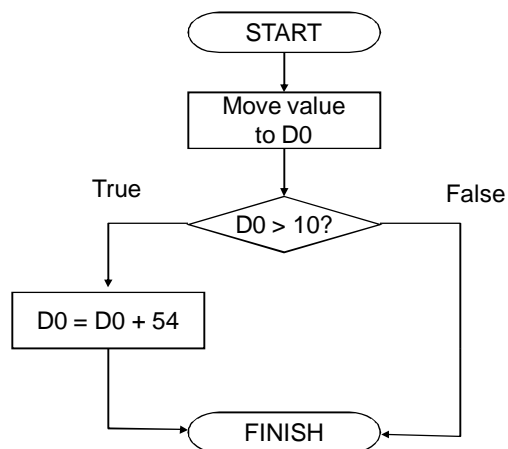 START
Move value
to D0
True
False
D0 > 10?
D0 = D0 + 54
FINISH